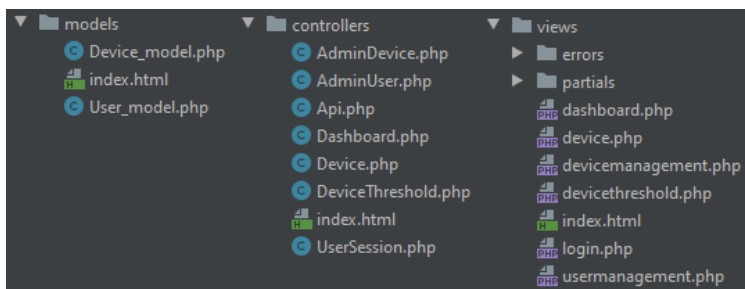 models
Device_model.php
index.html
User_model.php
controllers
AdminDevice.php
AdminUser.php
Api.php
Dashboard.php
Device.php
DeviceThreshold.php
index.html
UserSession.php
views
errors
partials
dashboard.php
device.php
devicemanagement.php
devicethreshold.php
index.html
login.php
usermanagement.php